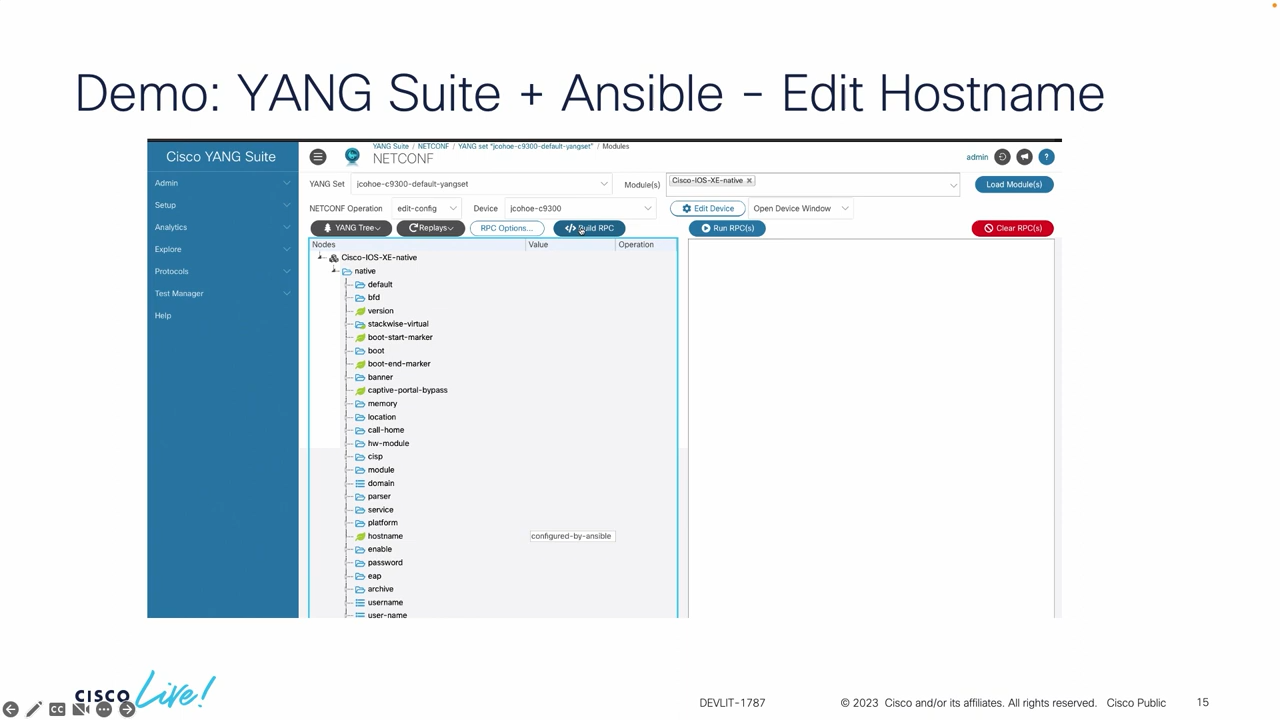 Demo: YANG Suite + Ansible - Edit Hostname
Cisco YANG Suite
YANG Suite / NETCONF / YANG set "jcohoe-c9300-default-yangset" / Modules
NETCONF
admin
?
Admin
Setup
Analytics
Explore
Protocols
Test Manager
Help
YANG Set jcohoe-c9300-default-yangset Module(s) Cisco-IOS-XE-native × Load Module(s)
NETCONF Operation edit-config Device jcohoe-c9300 Edit Device Open Device Window
YANG Tree Replays RPC Options... </> Build RPC Run RPC(s) Clear RPC(s)
Nodes Value Operation
Cisco-IOS-XE-native
native
default
bfd
version
stackwise-virtual
boot-start-marker
boot
boot-end-marker
banner
captive-portal-bypass
memory
location
call-home
hw-module
cisp
module
domain
parser
service
platform
hostname configured-by-ansible
enable
password
eap
archive
username
user-name
CISCO Live!
CC
DEVLIT-1787 © 2023 Cisco and/or its affiliates. All rights reserved. Cisco Public 15